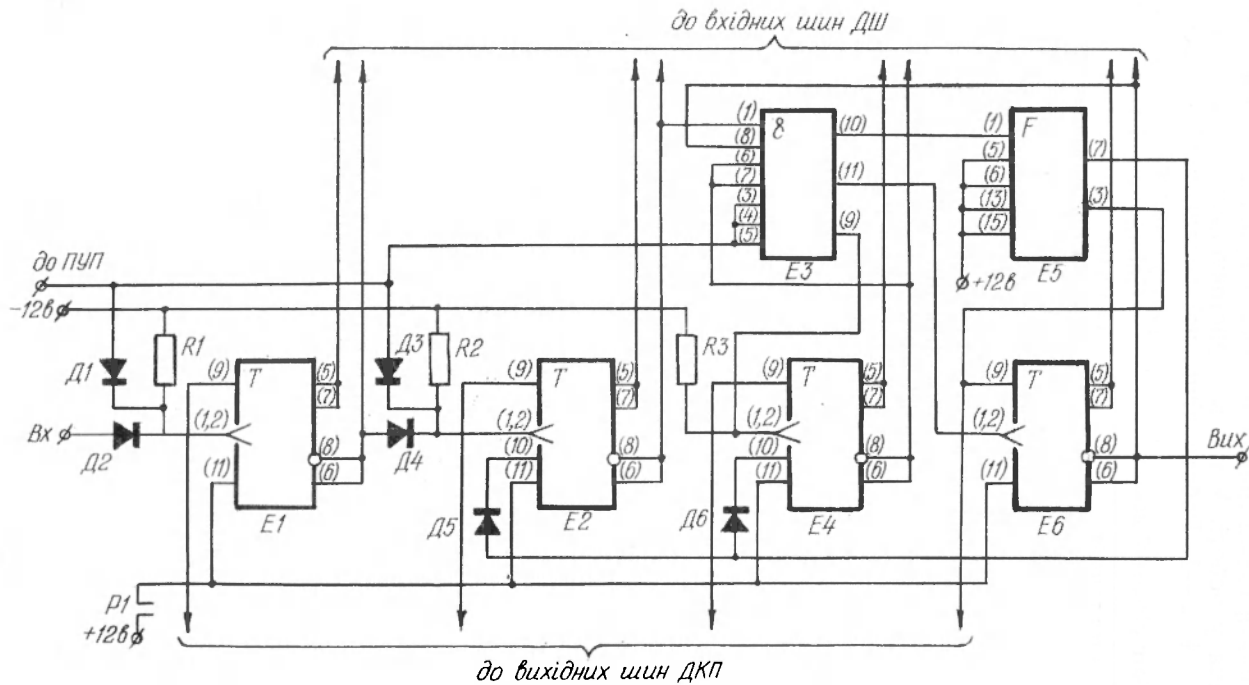 до вхідних шин ДШ
(1) & (10) (1) F
(8) (5) (7)
(6) (6)
(7) (11) (13) (3)
(3) (15)
(4) (9)
(5)
E3 E5
+12в
до ПУП
-12в
Д1 R1 Д3 R2 R3
(9) T (5) (9) T (5) (9) T (5) (9) T (5)
(7) (7) (7) (7)
Вх (1,2) (1,2) (1,2) (1,2)
Д2 Д4 (8) (10) (8) (10) (8) (8) Вих
(11) (6) (11) (6) (11) (6) (11) (6)
E1 Д5 E2 Д6 E4 E6
P1
+12в
до вихідних шин ДКП